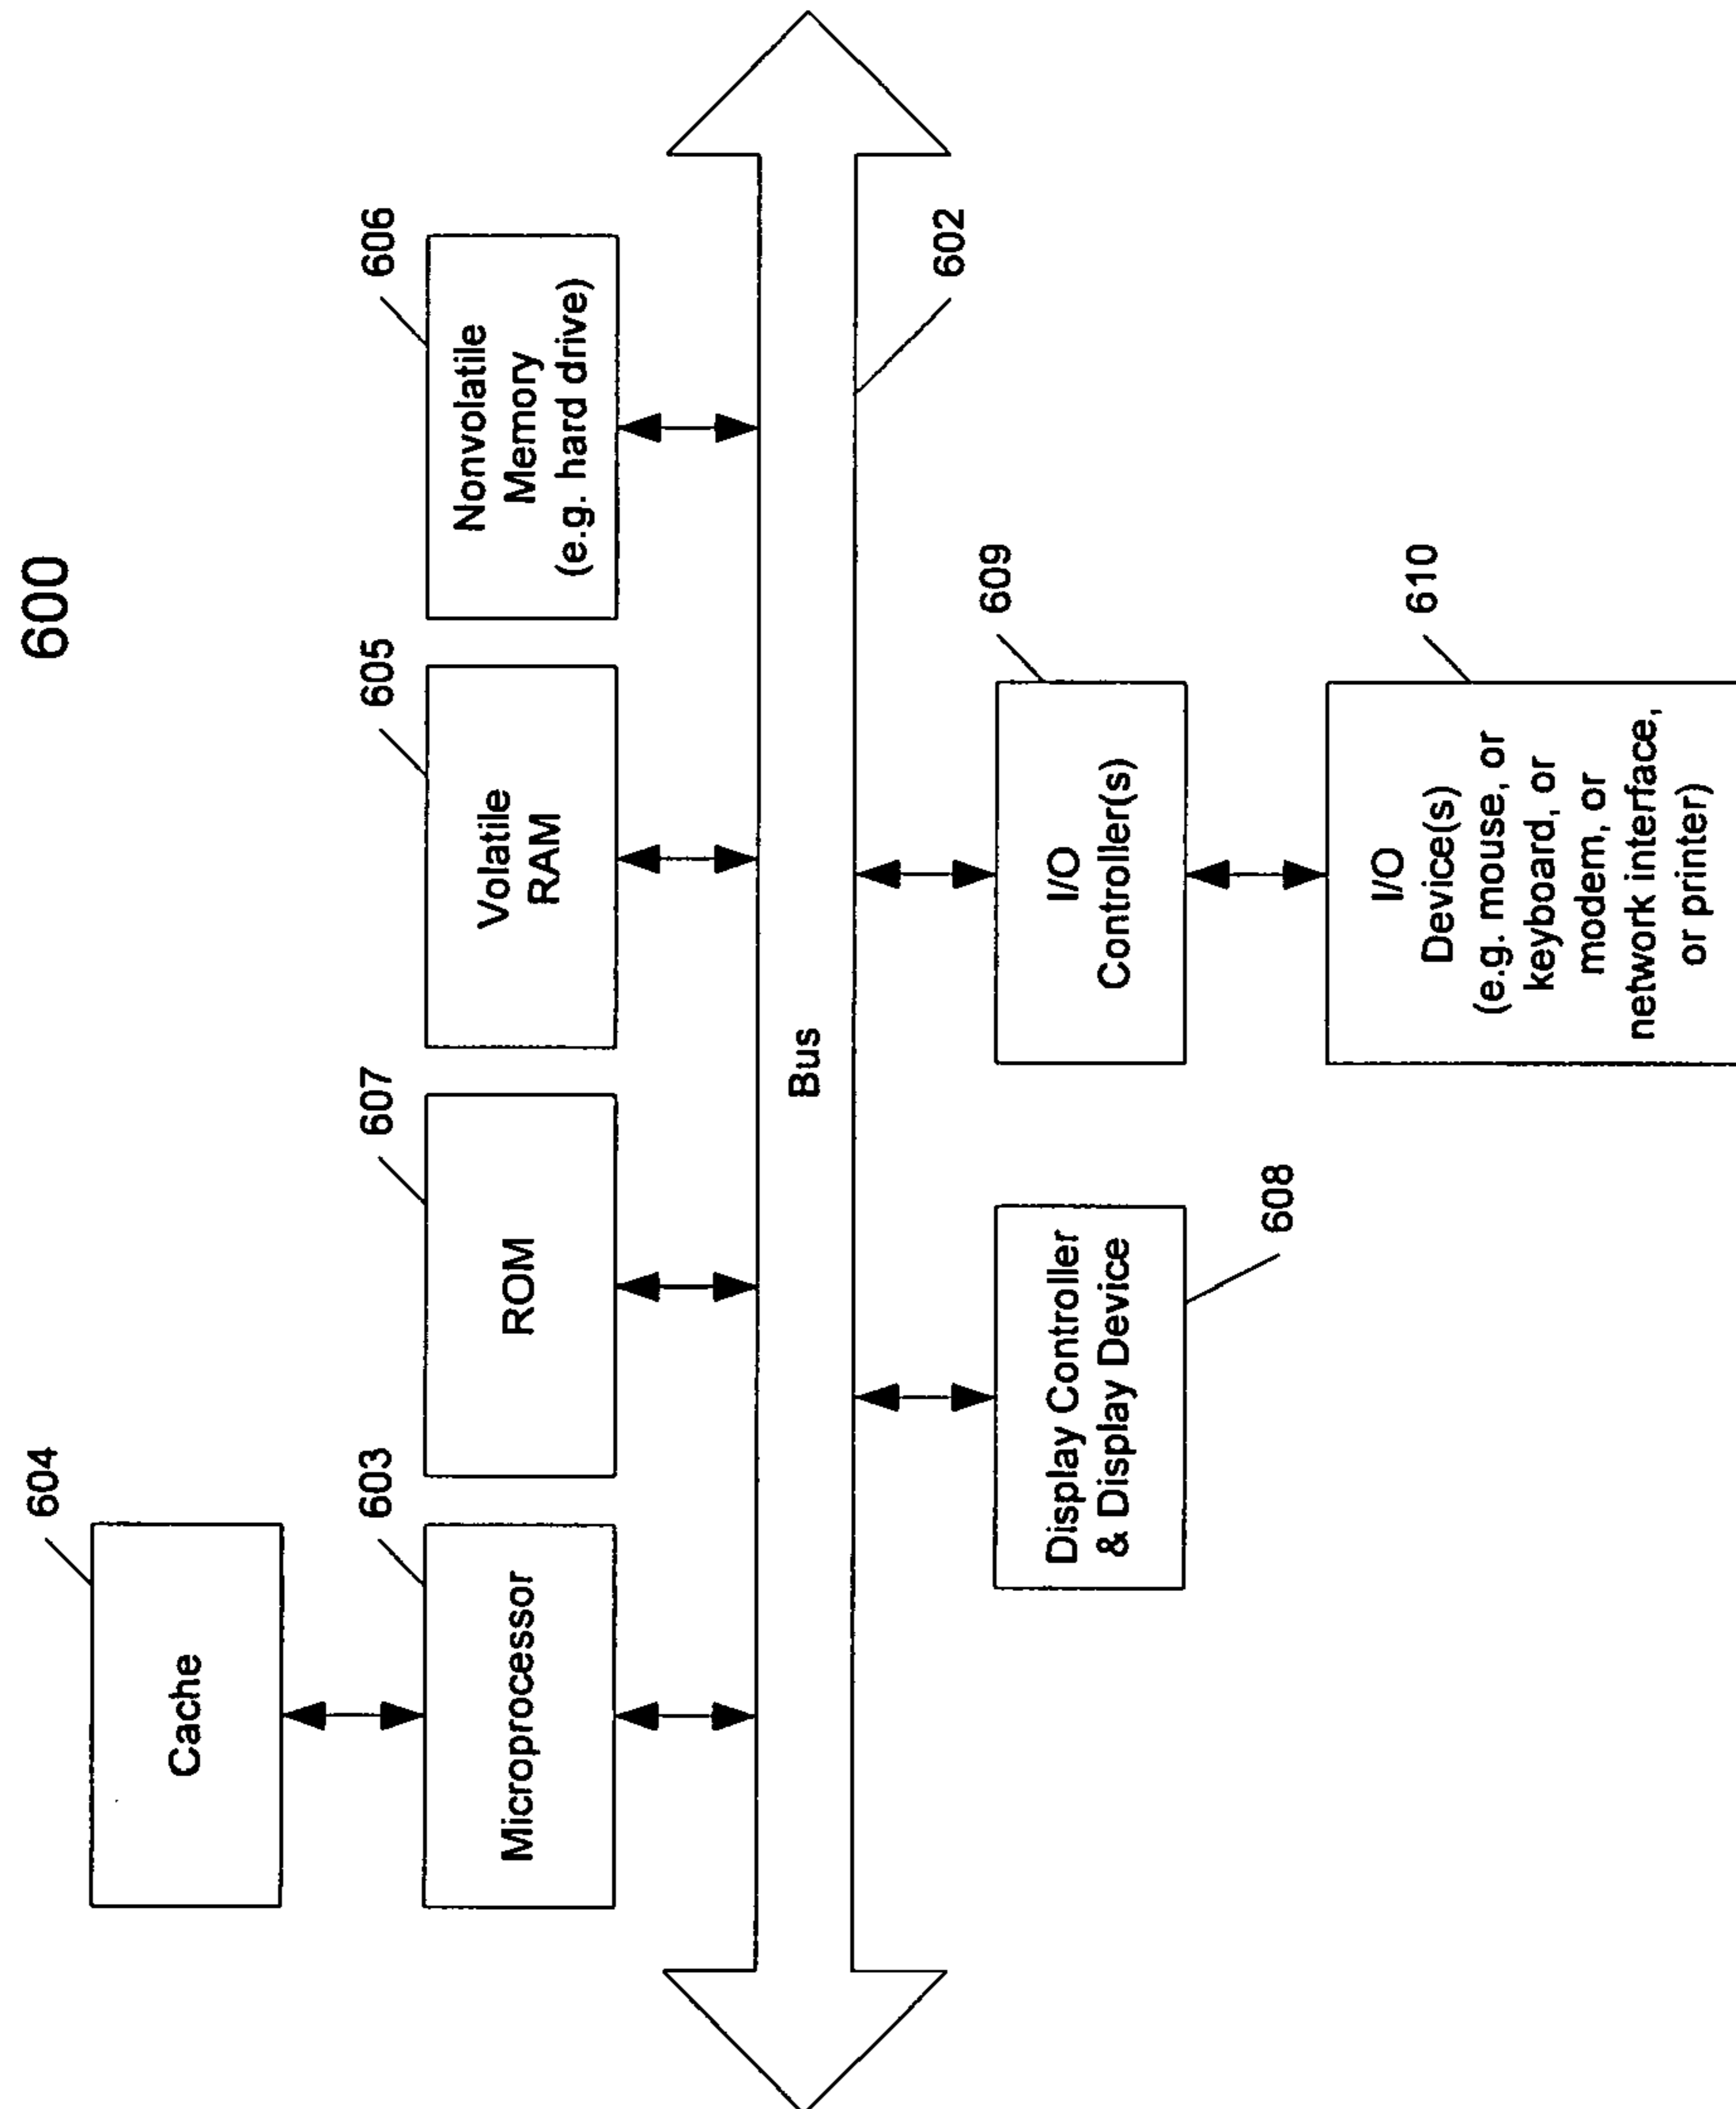 600
604
Cache
603
607
605
606
Microprocessor
ROM
Volatile
RAM
Nonvolatile
Memory
(e.g. hard drive)
Bus
602
Display Controller
& Display Device
608
I/O
Controller(s)
609
I/O
Device(s)
(e.g. mouse, or
keyboard, or
modem, or
network interface,
or printer)
610